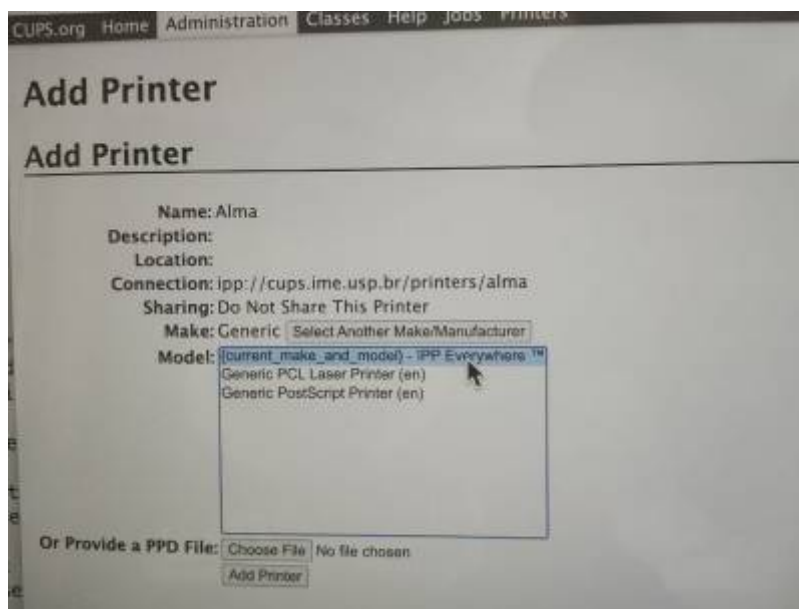 CUPS.org Home Administration Classes Help Jobs Printers
Add Printer
Add Printer
Name: Alma
Description:
Location:
Connection: ipp://cups.ime.usp.br/printers/alma
Sharing: Do Not Share This Printer
Make: Generic Select Another Make/Manufacturer
Model: {current_make_and_model} - IPP Everywhere ™
Generic PCL Laser Printer (en)
Generic PostScript Printer (en)
Or Provide a PPD File: Choose File No file chosen
Add Printer